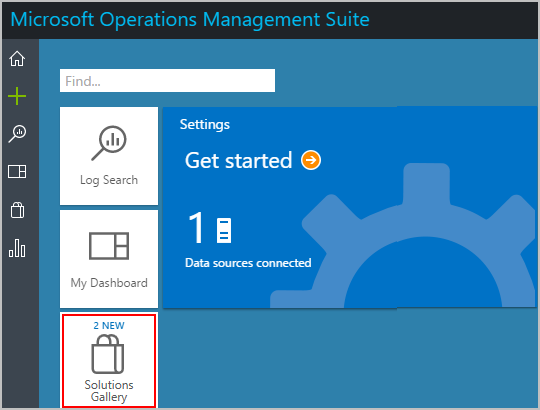 Microsoft Operations Management Suite
Find...
Log Search
Settings
Get started
1
Data sources connected
My Dashboard
2 NEW
Solutions
Gallery